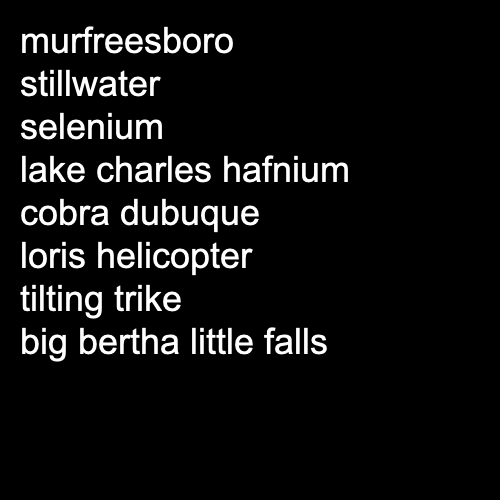 murfreesboro
stillwater
selenium
lake charles hafnium
cobra dubuque
loris helicopter
tilting trike
big bertha little falls